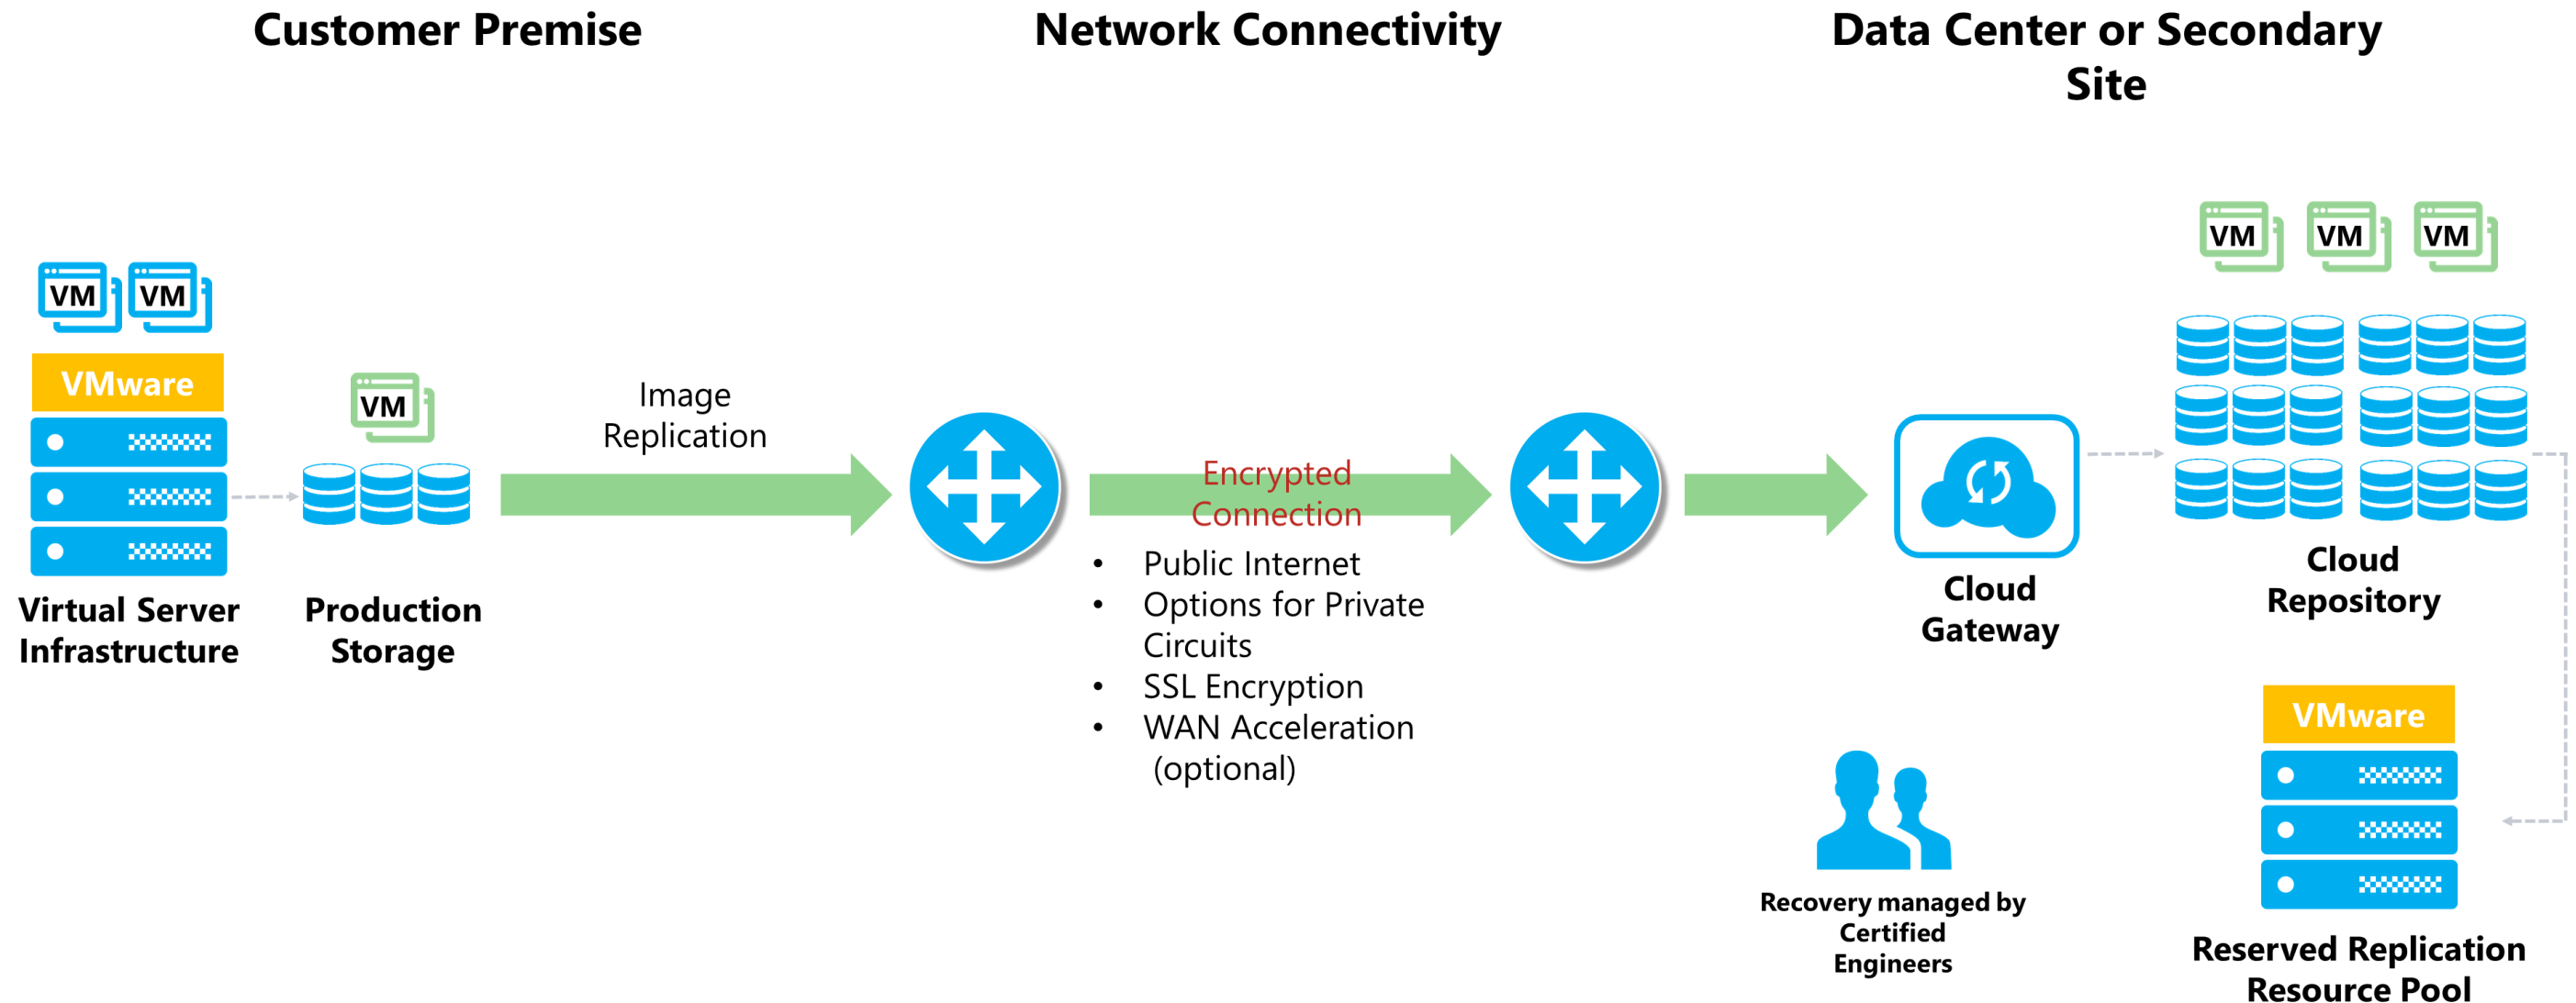 Customer Premise
Network Connectivity
Data Center or Secondary
Site
VM
VM
VMware
Virtual Server
Infrastructure
VM
Production
Storage
Image
Replication
Encrypted
Connection
• Public Internet
• Options for Private
Circuits
• SSL Encryption
• WAN Acceleration
(optional)
Cloud
Gateway
VM
VM
VM
Cloud
Repository
VMware
Reserved Replication
Resource Pool
Recovery managed by
Certified
Engineers